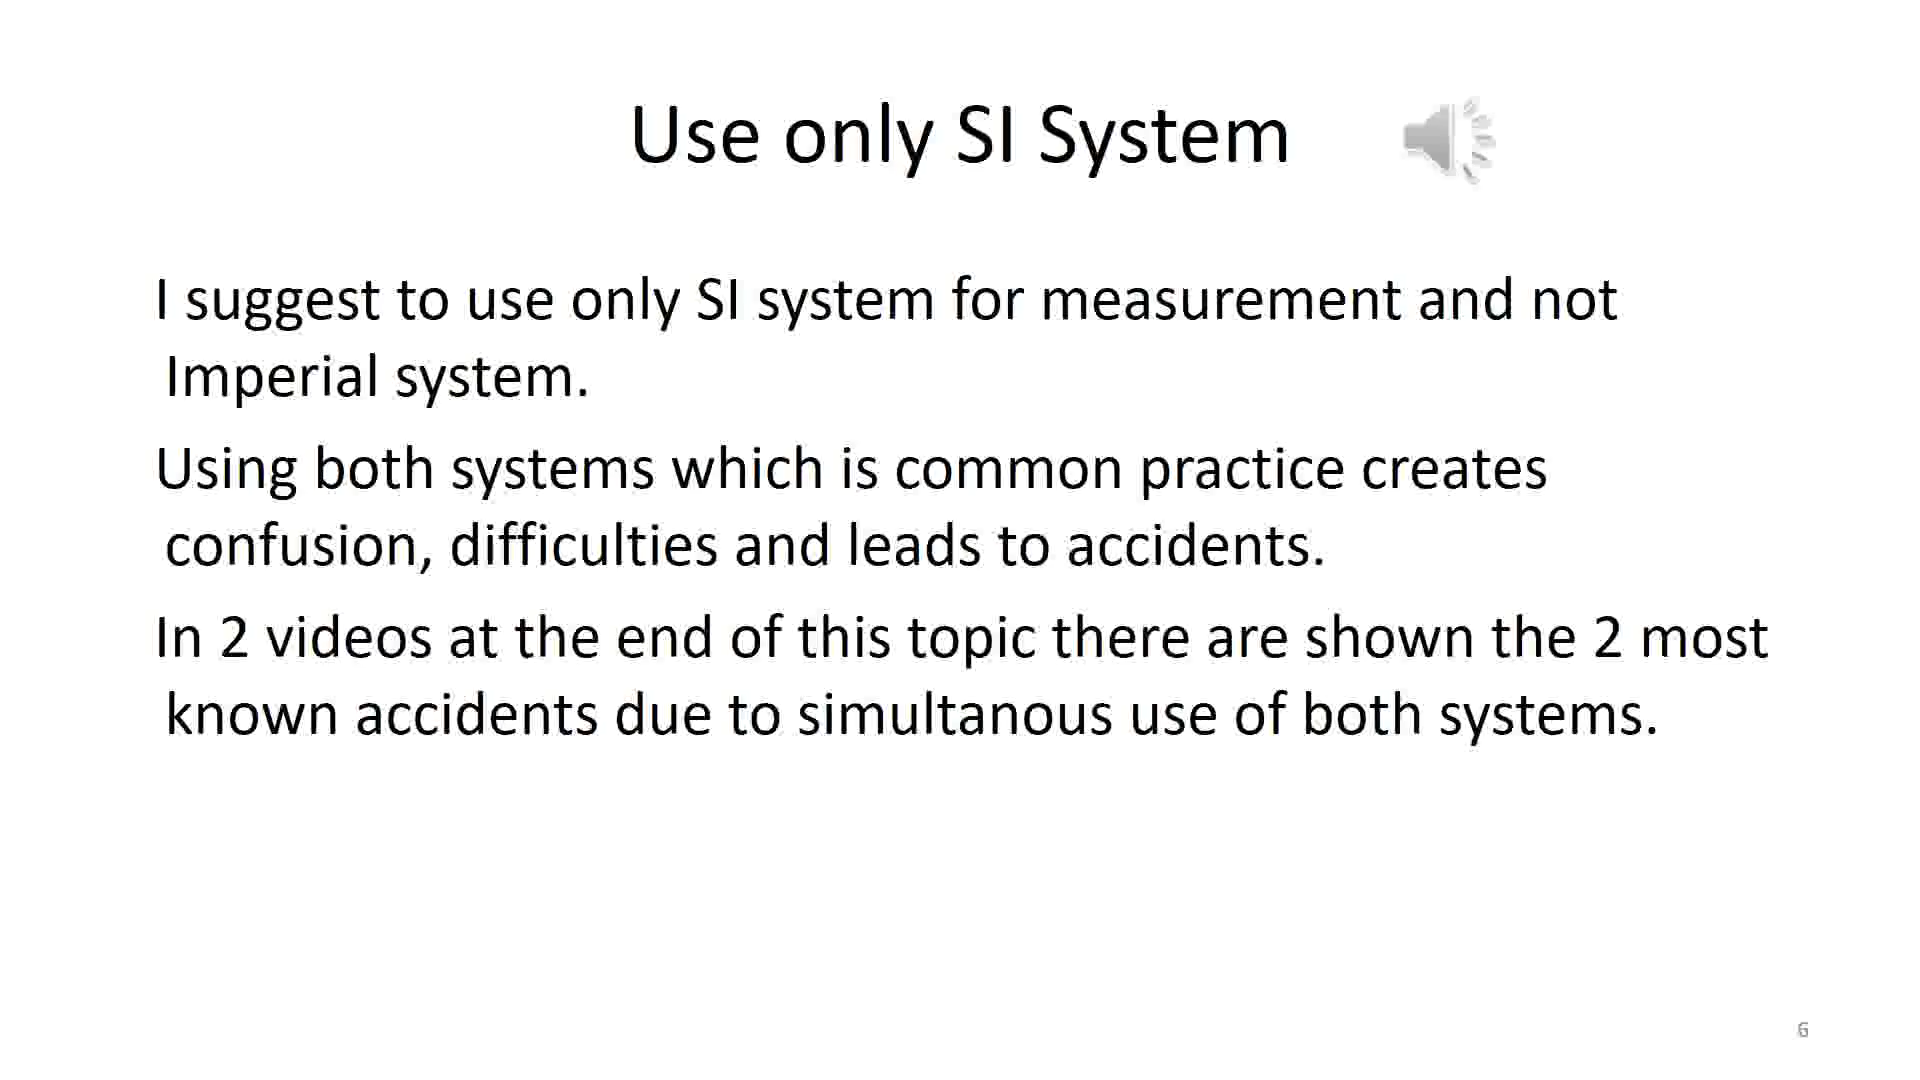 Use only SI System
I suggest to use only SI system for measurement and not
Imperial system.
Using both systems which is common practice creates
confusion, difficulties and leads to accidents.
In 2 videos at the end of this topic there are shown the 2 most
known accidents due to simultanous use of both systems.
6